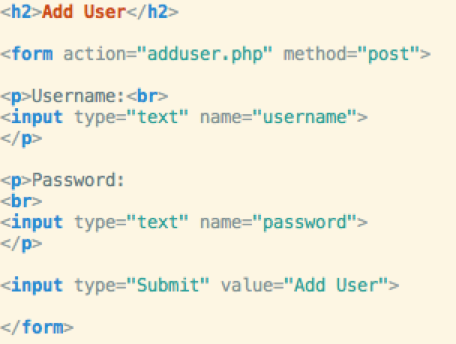 <h2>Add User</h2>
<form action="adduser.php" method="post">
<p>Username:<br>
<input type="text" name="username">
</p>
<p>Password:
<br>
<input type="text" name="password">
</p>
<input type="Submit" value="Add User">
</form>